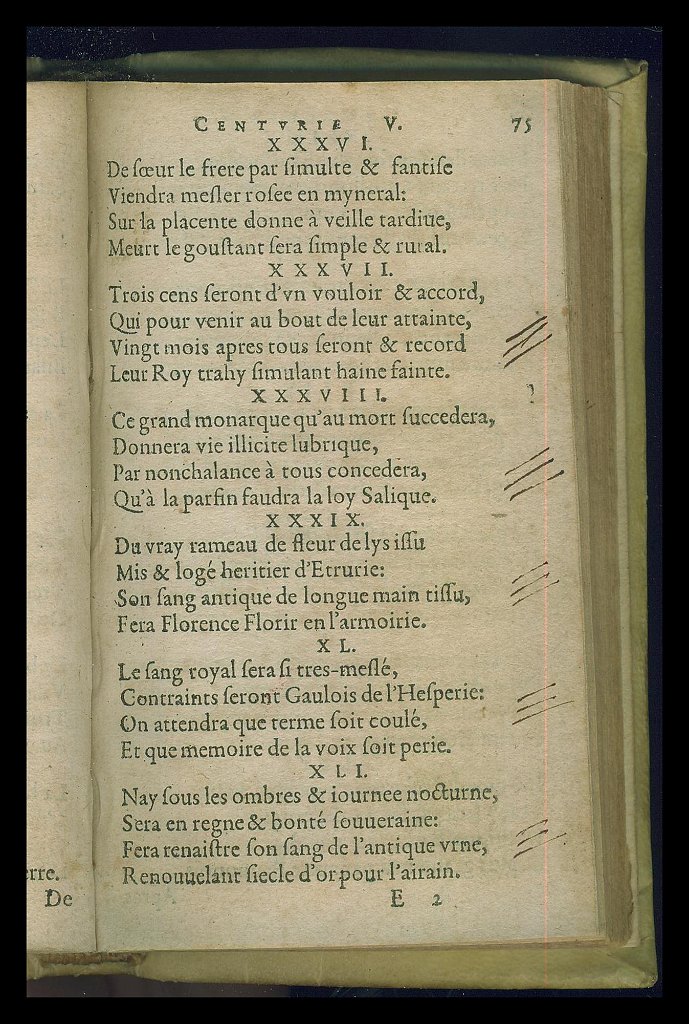 CENTVRIE V. 75
XXXVI.
De sœur le frere par simulte & fantise
Viendra mesler rosee en myneral:
Sur la placente donne à veille tardiue,
Meurt le goustant sera simple & rural.
XXXVII.
Trois cens seront d'vn vouloir & accord,
Qui pour venir au bout de leur attainte,
Vingt mois apres tous seront & record
Leur Roy trahy simulant haine fainte.
XXXVIII.
Ce grand monarque qu'au mort succedera,
Donnera vie illicite lubrique,
Par nonchalance à tous concedera,
Qu'à la parfin faudra la loy Salique.
XXXIX.
Du vray rameau de fleur de lys issu
Mis & logé heritier d'Etrurie:
Son sang antique de longue main tissu,
Fera Florence Florir en l'armoirie.
XL.
Le sang royal sera si tres-meslé,
Contraints seront Gaulois de l'Hesperie:
On attendra que terme soit coulé,
Et que memoire de la voix soit perie.
XLI.
Nay sous les ombres & iournee nocturne,
Sera en regne & bonté souueraine:
Fera renaistre son sang de l'antique vrne,
Renouuelant siecle d'or pour l'airain.
E 2
rre.
De